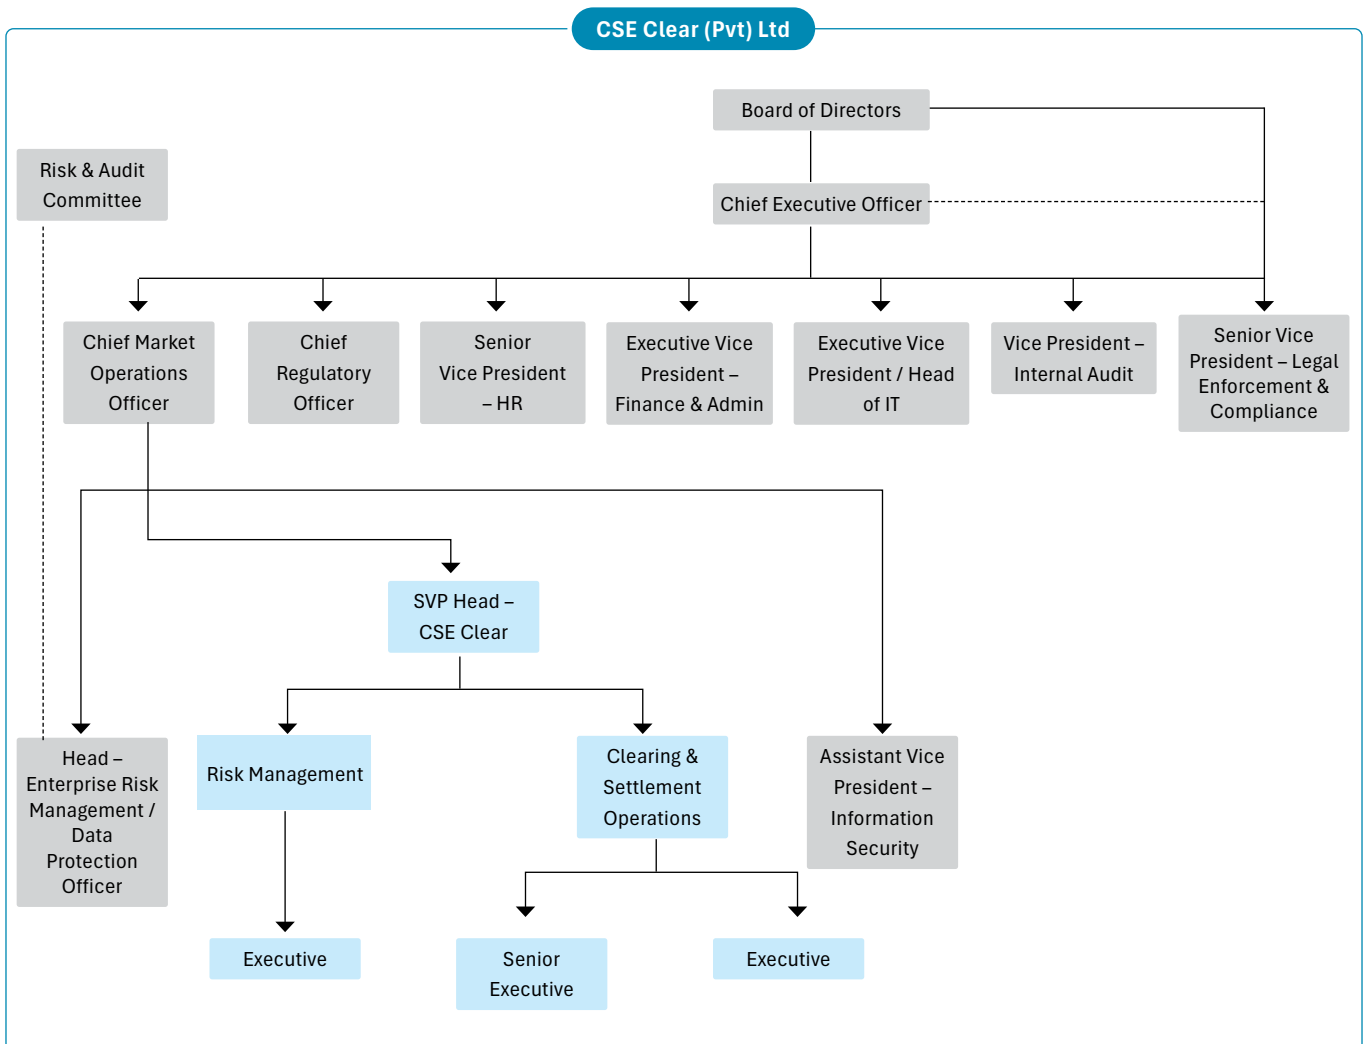 CSE Clear (Pvt) Ltd
Board of Directors
Risk & Audit
Committee
Chief Executive Officer
Chief Market
Operations
Officer
Chief
Regulatory
Officer
Senior
Vice President
– HR
Executive Vice
President –
Finance & Admin
Executive Vice
President / Head
of IT
Vice President –
Internal Audit
Senior Vice
President – Legal
Enforcement &
Compliance
SVP Head –
CSE Clear
Head –
Enterprise Risk
Management /
Data
Protection
Officer
Risk Management
Clearing &
Settlement
Operations
Assistant Vice
President –
Information
Security
Executive
Senior
Executive
Executive